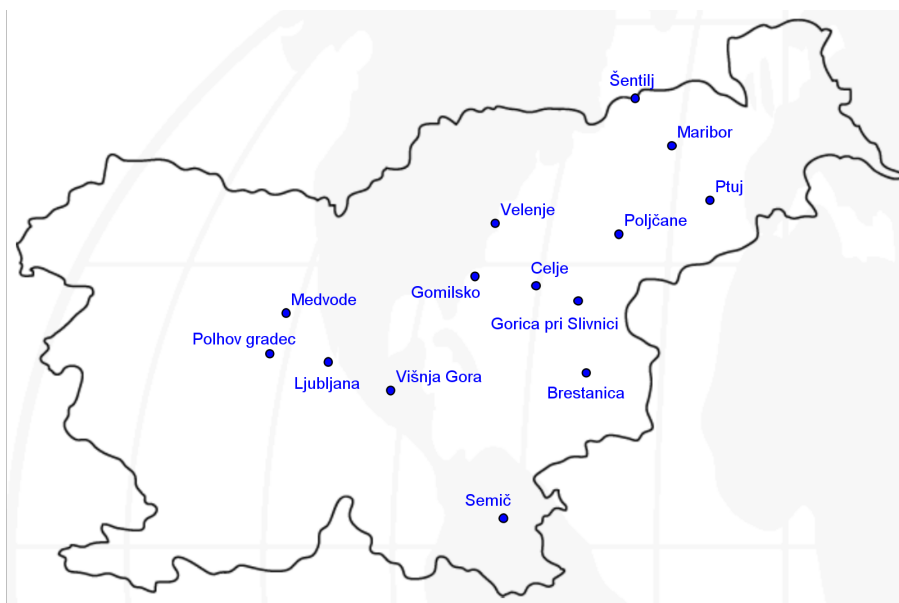 Šentilj
Maribor
Ptuj
Velenje
Poljčane
Celje
Gomilsko
Medvode
Gorica pri Slivnici
Polhov gradec
Ljubljana
Višnja Gora
Brestanica
Semič